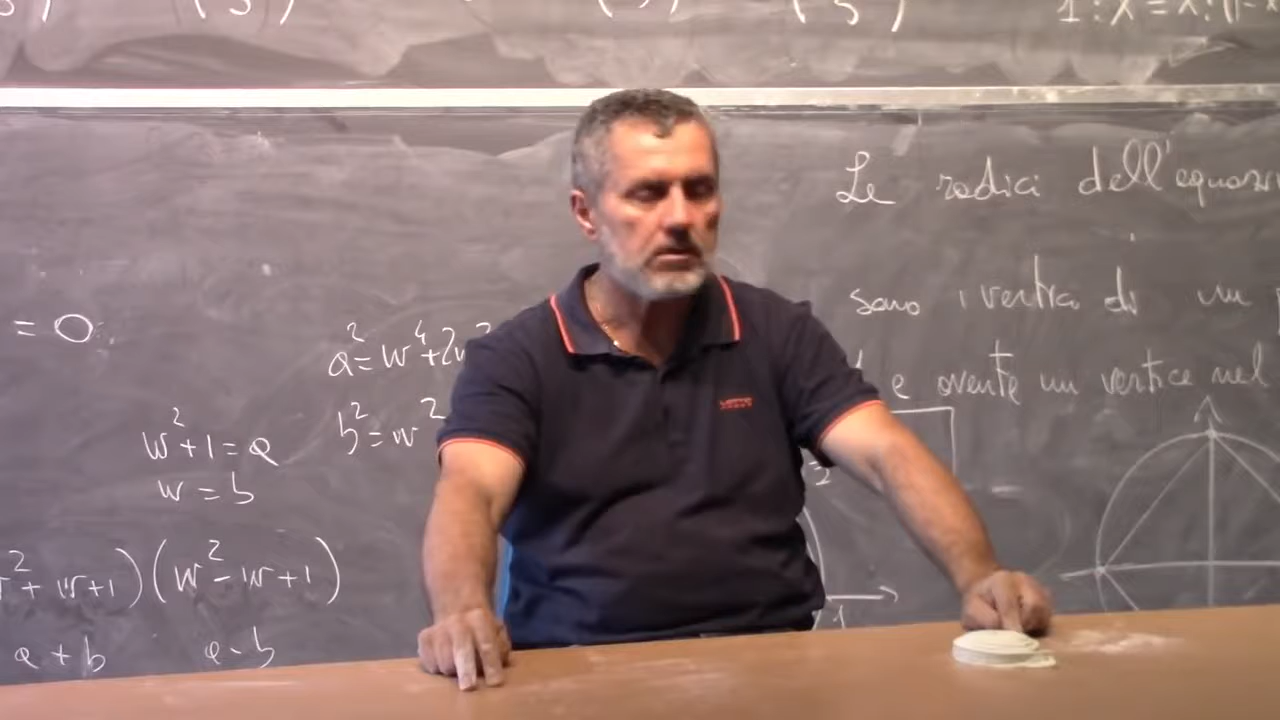 1 : x = x :
Le radici dell'equazi
sono i vertici di un
e avente un vertice nel
= 0
a² = w⁴ + 2w
b² = w²
w² + 1 = a
w = b
² + w + 1) (w² - w + 1)
a + b a - b